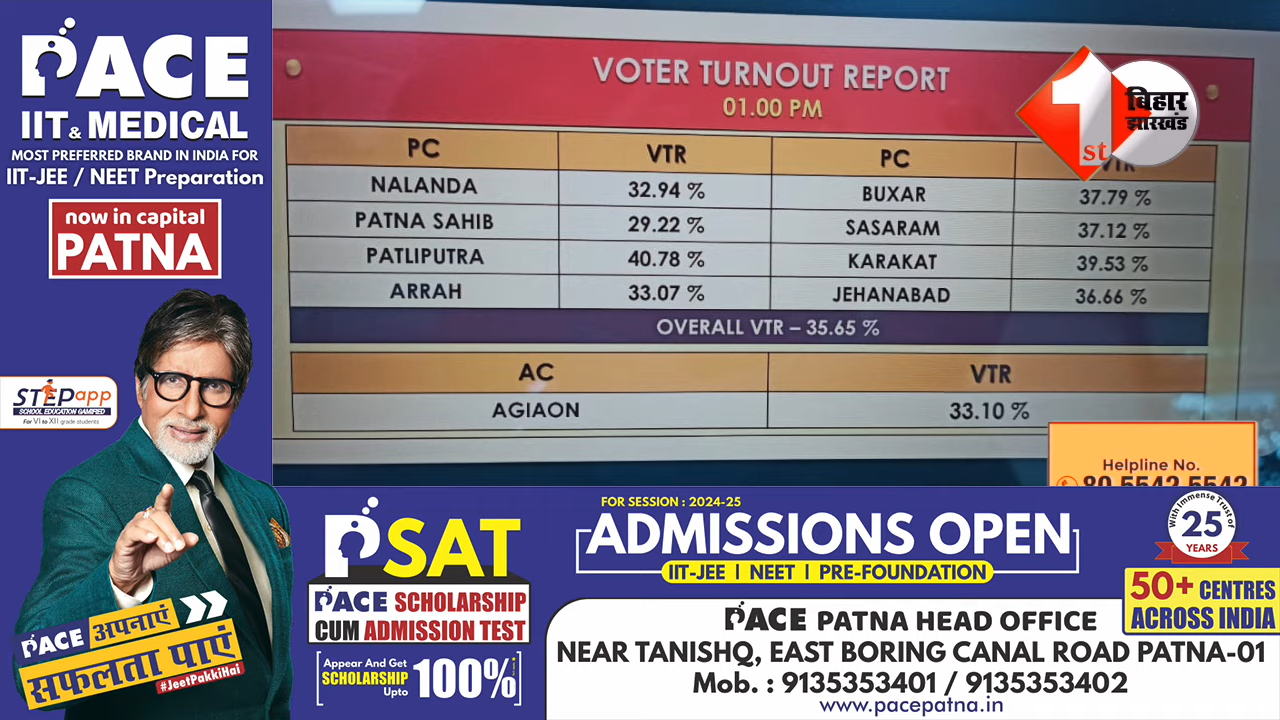 PACE
IIT & MEDICAL
MOST PREFERRED BRAND IN INDIA FOR
IIT-JEE / NEET Preparation
now in capital
PATNA
STEPapp
SCHOOL EDUCATION GAMIFIED
For VI to XII grade students
PACE अपनाएं
सफलता पाएं
#JeetPakkiHai
VOTER TURNOUT REPORT
01.00 PM
1st बिहार झारखंड
PC VTR PC VTR
NALANDA 32.94 % BUXAR 37.79 %
PATNA SAHIB 29.22 % SASARAM 37.12 %
PATLIPUTRA 40.78 % KARAKAT 39.53 %
ARRAH 33.07 % JEHANABAD 36.66 %
OVERALL VTR – 35.65 %
AC VTR
AGIAON 33.10 %
Helpline No.
80 5542 5542
PSAT
PACE SCHOLARSHIP
CUM ADMISSION TEST
Appear And Get
SCHOLARSHIP
Upto 100%
FOR SESSION : 2024-25
ADMISSIONS OPEN
IIT-JEE | NEET | PRE-FOUNDATION
With Immense Trust of
25
YEARS
50+ CENTRES
ACROSS INDIA
PACE PATNA HEAD OFFICE
NEAR TANISHQ, EAST BORING CANAL ROAD PATNA-01
Mob. : 9135353401 / 9135353402
www.pacepatna.in